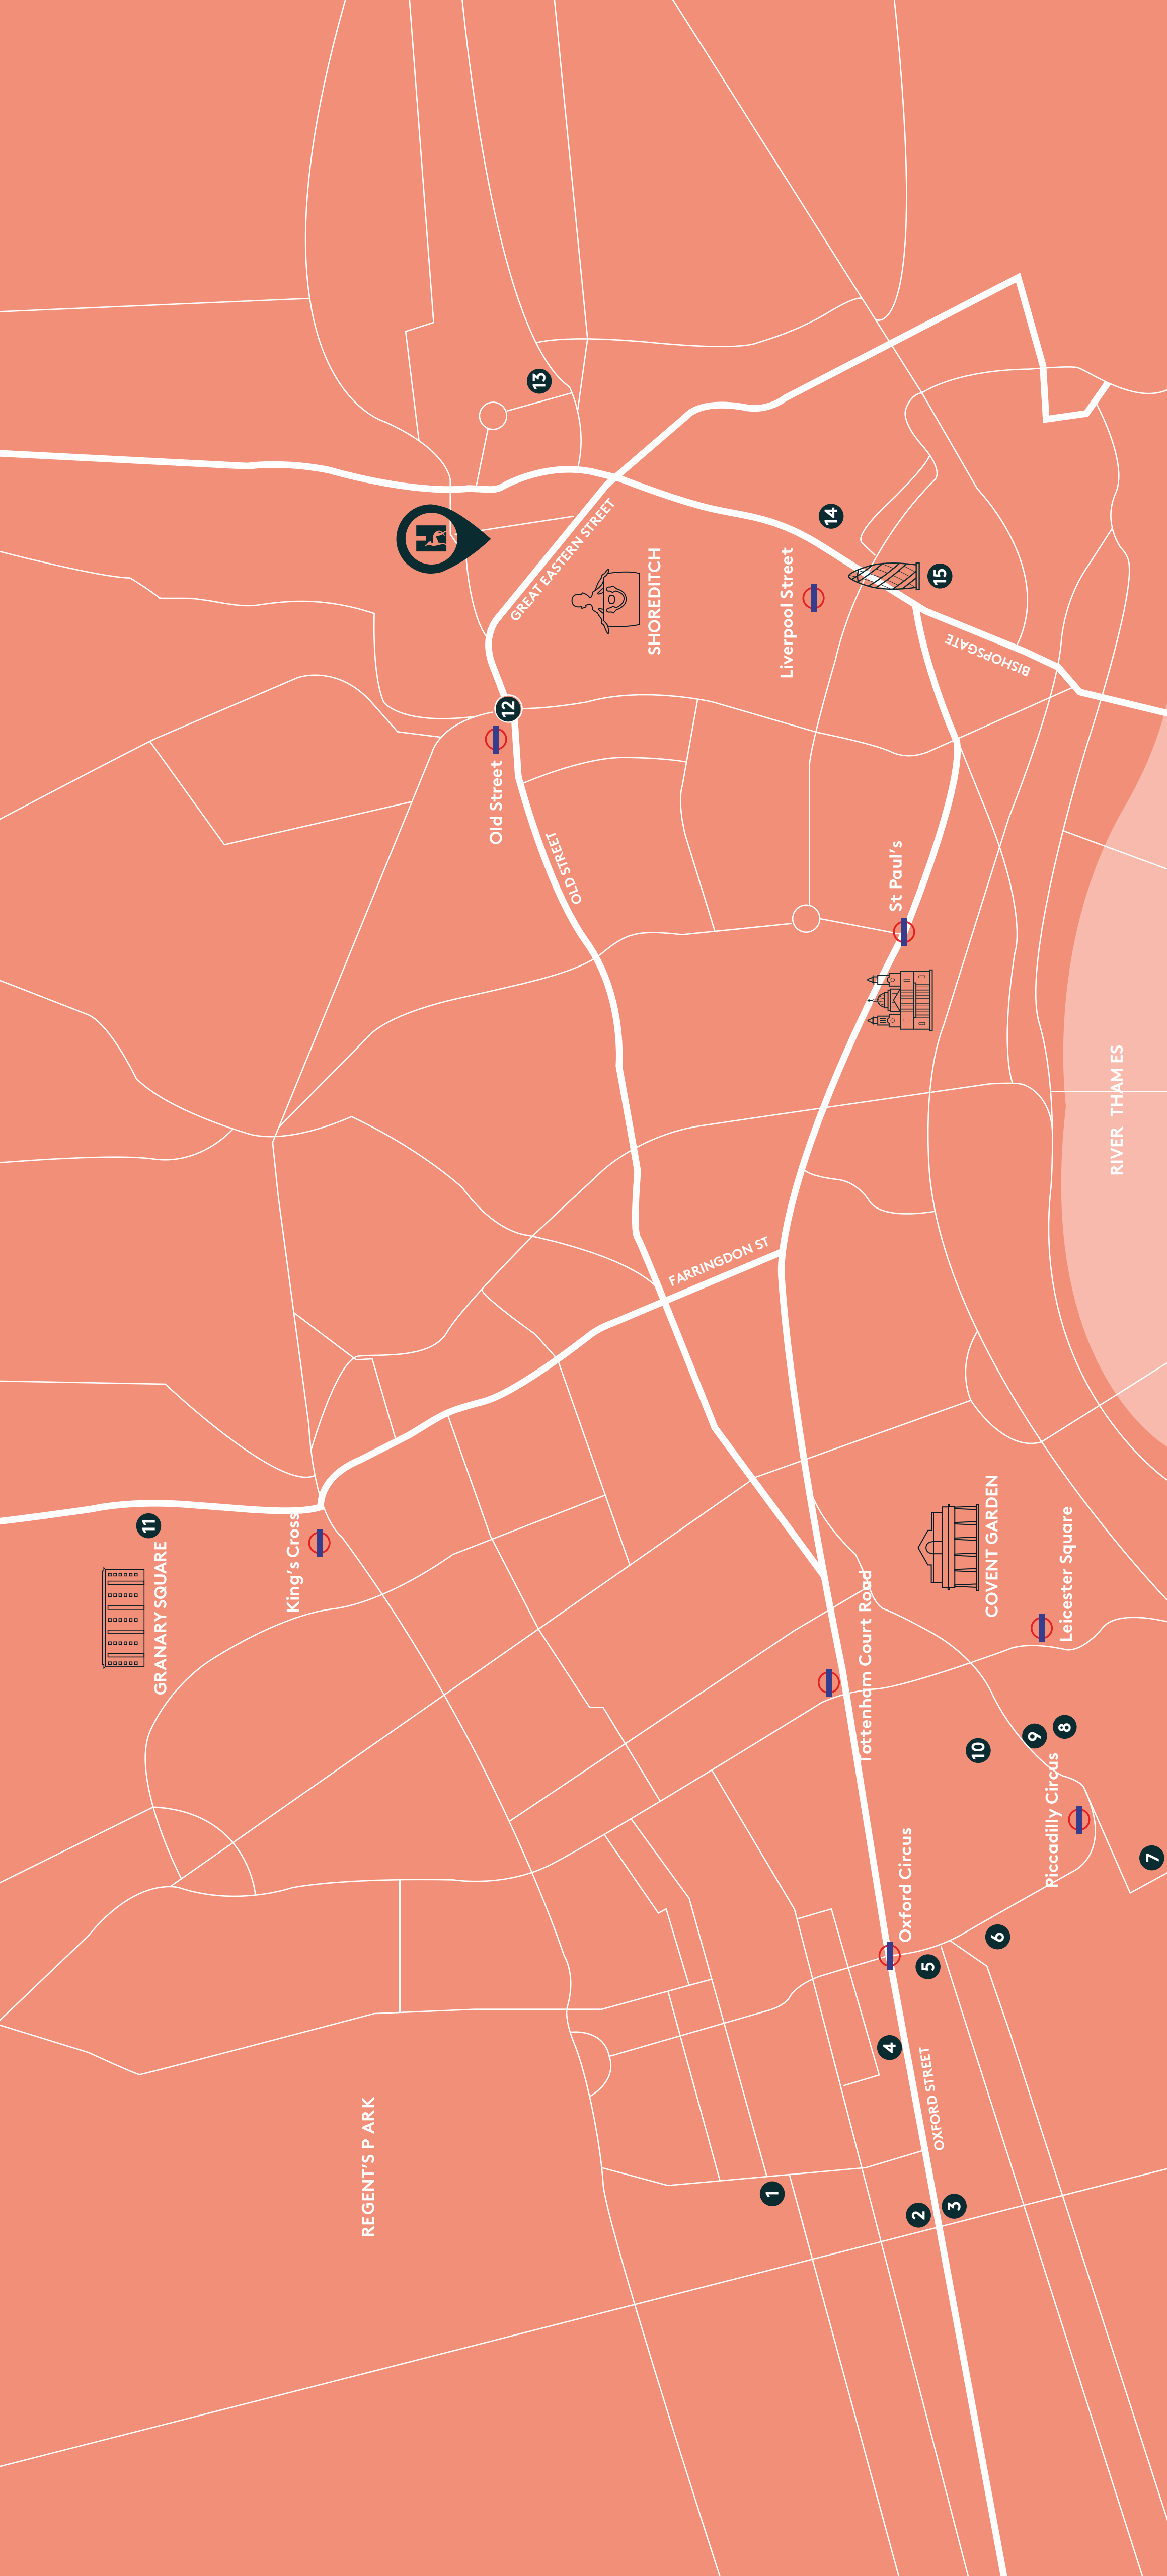 REGENT'S P ARK
GRANARY SQUARE
11
King's Cross
1
2
3
4
OXFORD STREET
5
Oxford Circus
6
7
Piccadilly Circus
8
9
10
Tottenham Court Road
Leicester Square
COVENT GARDEN
FARRINGDON ST
RIVER THAM ES
St Paul's
OLD STREET
Old Street
12
GREAT EASTERN STREET
SHOREDITCH
H
13
Liverpool Street
14
15
BISHOPSGATE